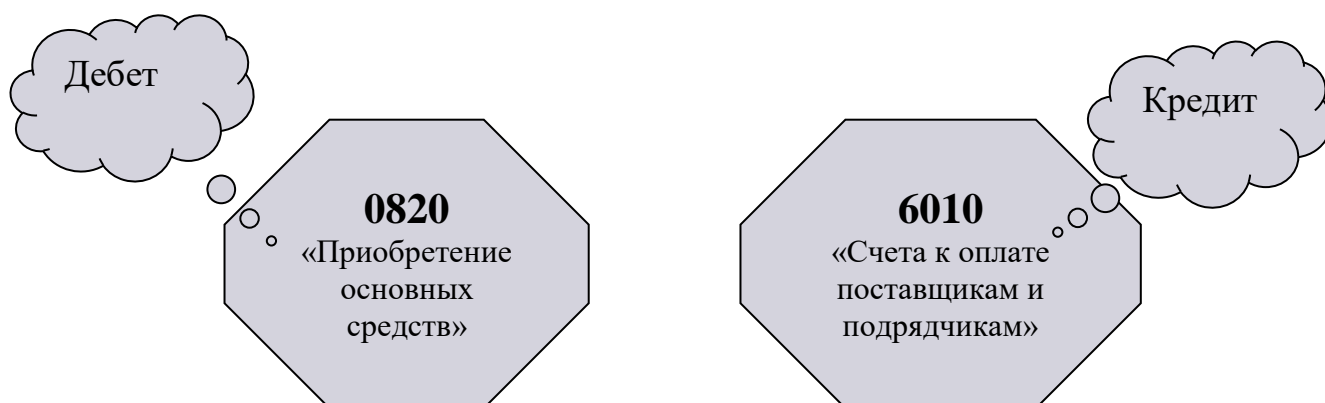 Дебет
Кредит
0820
«Приобретение
основных
средств»
6010
«Счета к оплате
поставщикам и
подрядчикам»